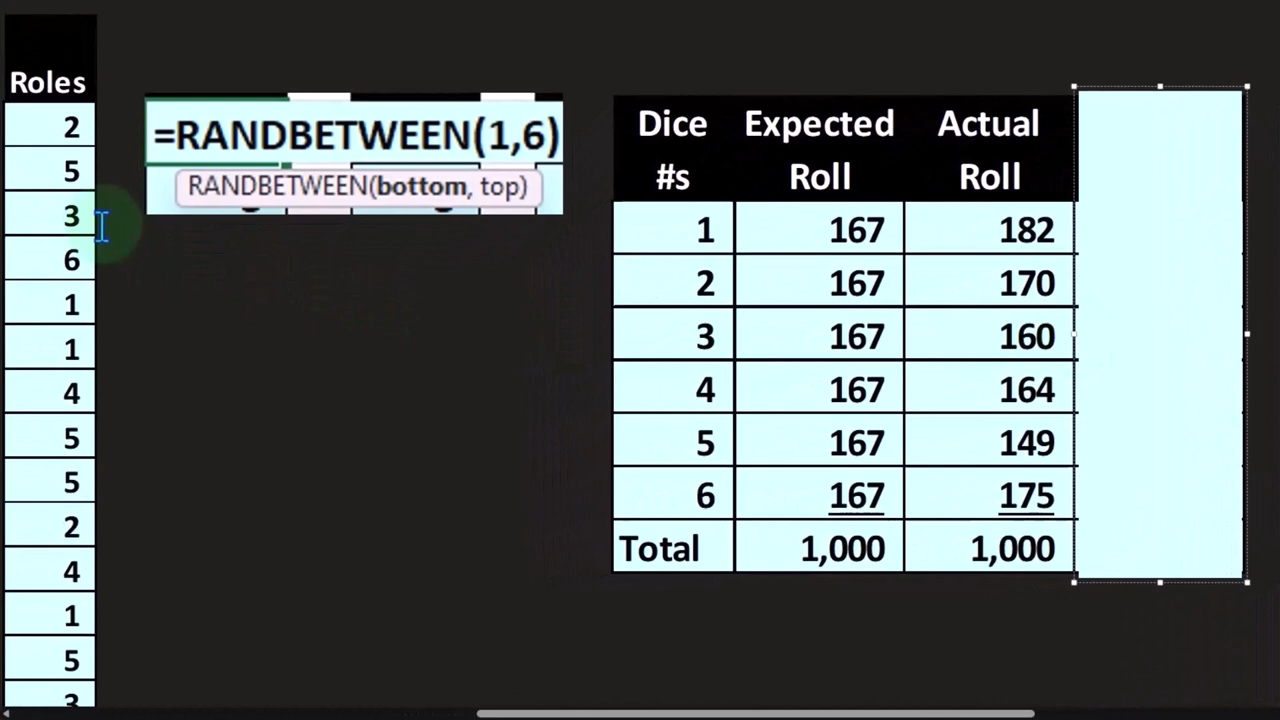 Roles
2
5
3
6
1
1
4
5
5
2
4
1
5
3
=RANDBETWEEN(1,6)
RANDBETWEEN(bottom, top)
Dice #s Expected Roll Actual Roll
1 167 182
2 167 170
3 167 160
4 167 164
5 167 149
6 167 175
Total 1,000 1,000